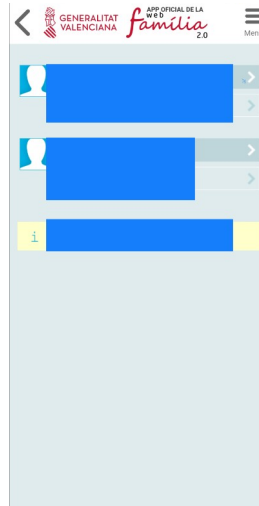 GENERALITAT
VALENCIANA
APP OFICIAL DE LA
web
família
2.0
Men
i